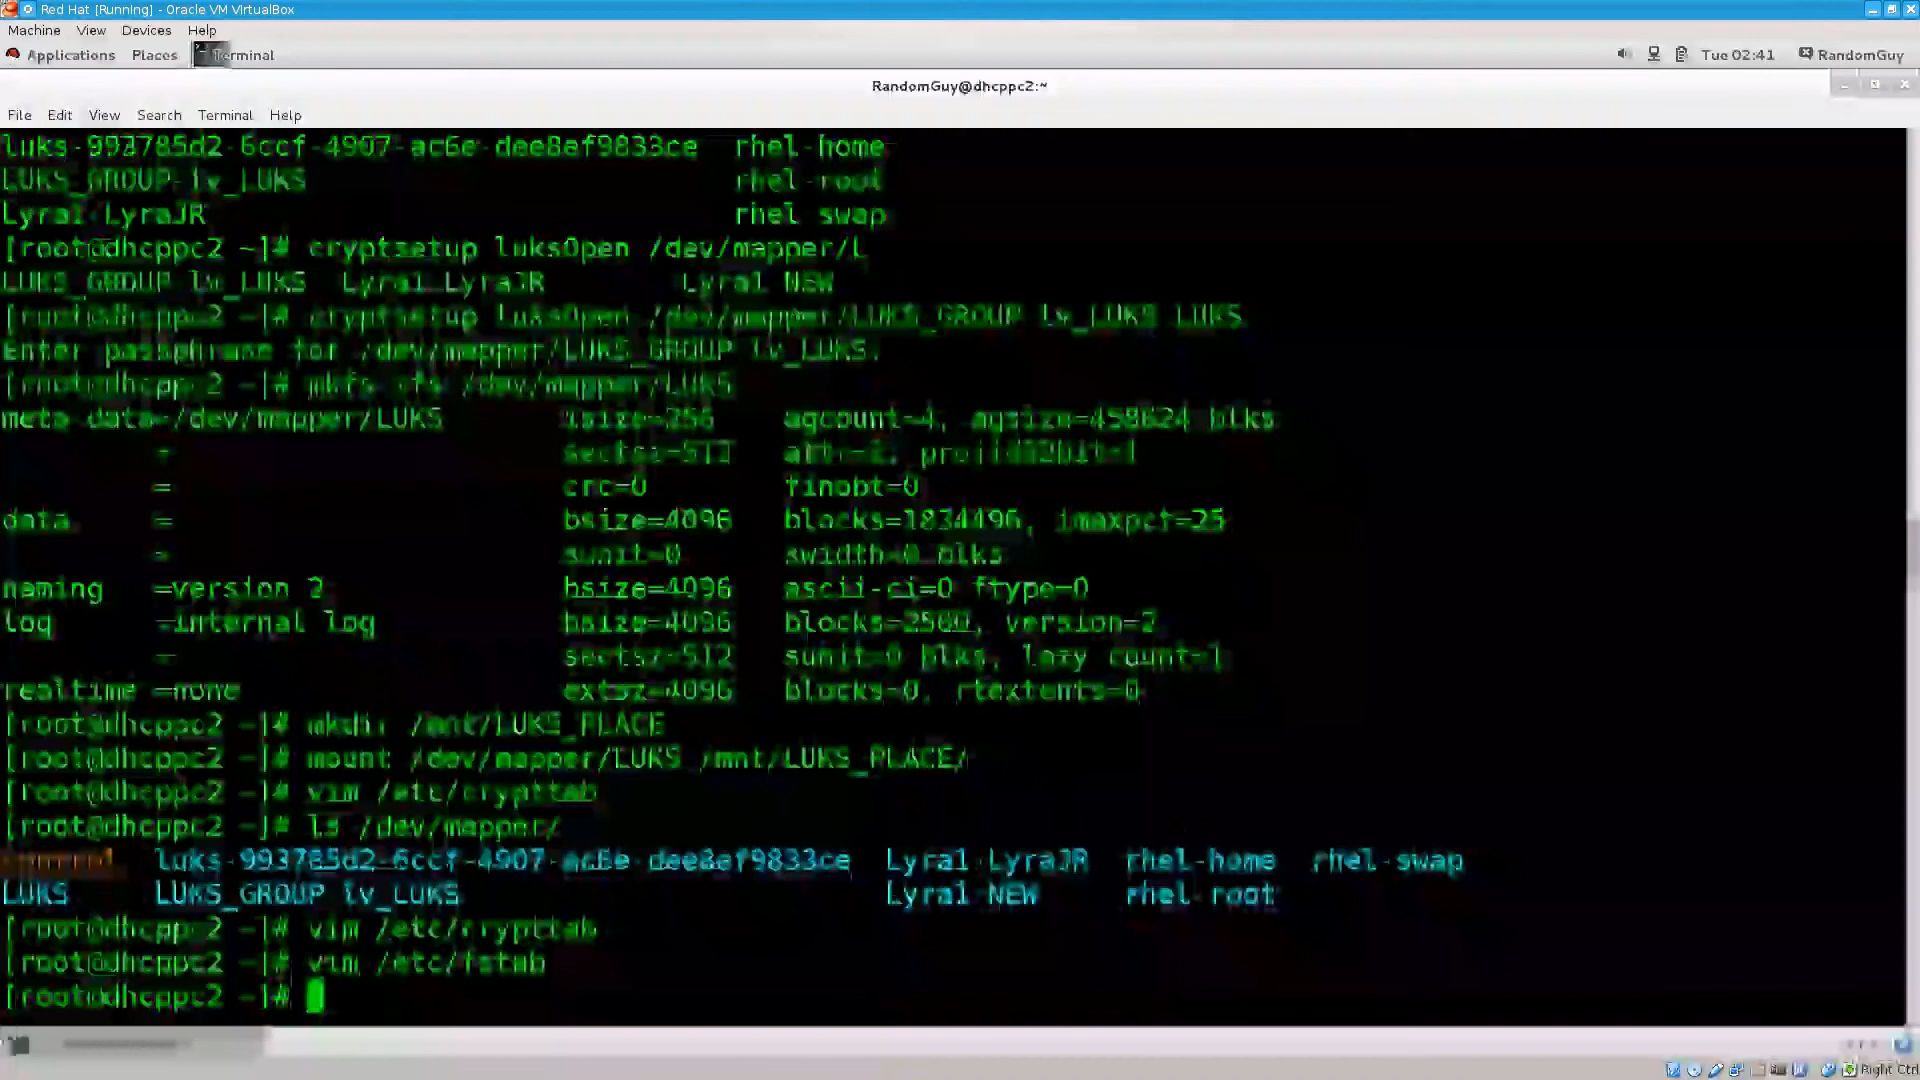 Red Hat [Running] - Oracle VM VirtualBox
Machine View Devices Help
Applications Places Terminal Tue 02:41 RandomGuy
RandomGuy@dhcppc2:~
File Edit View Search Terminal Help
luks-993785d2-6ccf-4907-ac6e-dee8ef9833ce rhel-home
LUKS_GROUP-lv_LUKS rhel-root
Lyra1-LyraJR rhel-swap
[root@dhcppc2 ~]# cryptsetup luksOpen /dev/mapper/L
LUKS_GROUP-lv_LUKS Lyra1-LyraJR Lyra1-NEW
[root@dhcppc2 ~]# cryptsetup luksOpen /dev/mapper/LUKS_GROUP-lv_LUKS LUKS
Enter passphrase for /dev/mapper/LUKS_GROUP-lv_LUKS:
[root@dhcppc2 ~]# mkfs.xfs /dev/mapper/LUKS
meta-data=/dev/mapper/LUKS isize=256 agcount=4, agsize=458624 blks
= sectsz=512 attr=2, projid32bit=1
= crc=0 finobt=0
data = bsize=4096 blocks=1834496, imaxpct=25
= sunit=0 swidth=0 blks
naming =version 2 bsize=4096 ascii-ci=0 ftype=0
log =internal log bsize=4096 blocks=2560, version=2
= sectsz=512 sunit=0 blks, lazy-count=1
realtime =none extsz=4096 blocks=0, rtextents=0
[root@dhcppc2 ~]# mkdir /mnt/LUKS_PLACE
[root@dhcppc2 ~]# mount /dev/mapper/LUKS /mnt/LUKS_PLACE/
[root@dhcppc2 ~]# vim /etc/crypttab
[root@dhcppc2 ~]# ls /dev/mapper/
luks-993785d2-6ccf-4907-ac6e-dee8ef9833ce Lyra1-LyraJR rhel-home rhel-swap
LUKS LUKS_GROUP-lv_LUKS Lyra1-NEW rhel-root
[root@dhcppc2 ~]# vim /etc/crypttab
[root@dhcppc2 ~]# vim /etc/fstab
[root@dhcppc2 ~]#
Right Ctrl